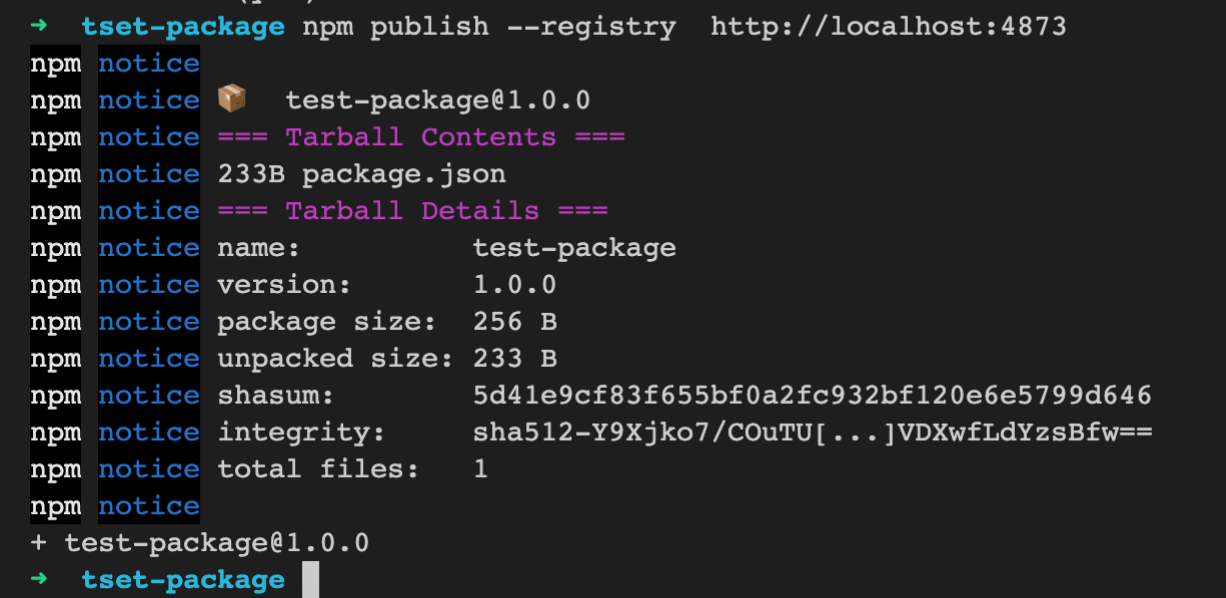 → tset-package npm publish --registry http://localhost:4873
npm notice
npm notice 📦 test-package@1.0.0
npm notice === Tarball Contents ===
npm notice 233B package.json
npm notice === Tarball Details ===
npm notice name: test-package
npm notice version: 1.0.0
npm notice package size: 256 B
npm notice unpacked size: 233 B
npm notice shasum: 5d41e9cf83f655bf0a2fc932bf120e6e5799d646
npm notice integrity: sha512-Y9Xjko7/COuTU[...]VDXwfLdYzsBfw==
npm notice total files: 1
npm notice
+ test-package@1.0.0
→ tset-package